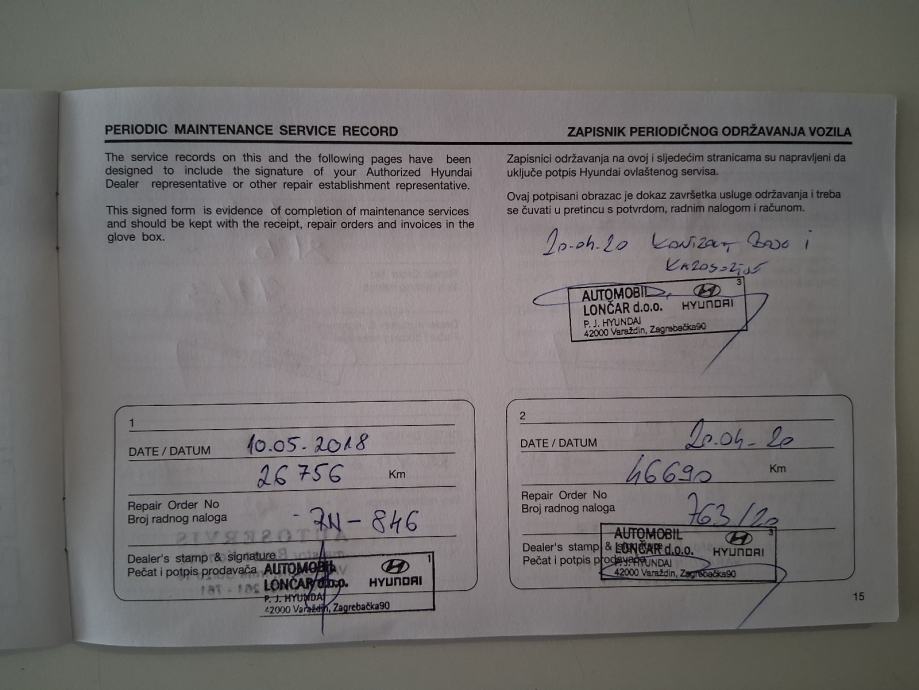 PERIODIC MAINTENANCE SERVICE RECORD
The service records on this and the following pages have been
designed to include the signature of your Authorized Hyundai
Dealer representative or other repair establishment representative.
This signed form is evidence of completion of maintenance services
and should be kept with the receipt, repair orders and invoices in the
glove box.
ZAPISNIK PERIODIČNOG ODRŽAVANJA VOZILA
Zapisnici održavanja na ovoj i sljedećim stranicama su napravljeni da
uključe potpis Hyundai ovlaštenog servisa.
Ovaj potpisani obrazac je dokaz završetka usluge održavanja i treba
se čuvati u pretincu s potvrdom, radnim nalogom i računom.
20.04.20 i
AUTOMOBIL 3
LONČAR d.o.o. HYUNDAI
P. J. HYUNDAI
42000 Varaždin, Zagrebačka90
1
DATE / DATUM 10.05.2018
26756 Km
Repair Order No
Broj radnog naloga 7N-846
Dealer's stamp & signature
Pečat i potpis prodavača
AUTOMOBIL 1
LONČAR d.o.o. HYUNDAI
P. J. HYUNDAI
42000 Varaždin, Zagrebačka90
2
DATE / DATUM 20.04-20
46690 Km
Repair Order No
Broj radnog naloga 763/20
Dealer's stamp &
Pečat i potpis prodavača
AUTOMOBIL 3
LONČAR d.o.o. HYUNDAI
P. J. HYUNDAI
42000 Varaždin, Zagrebačka90
15